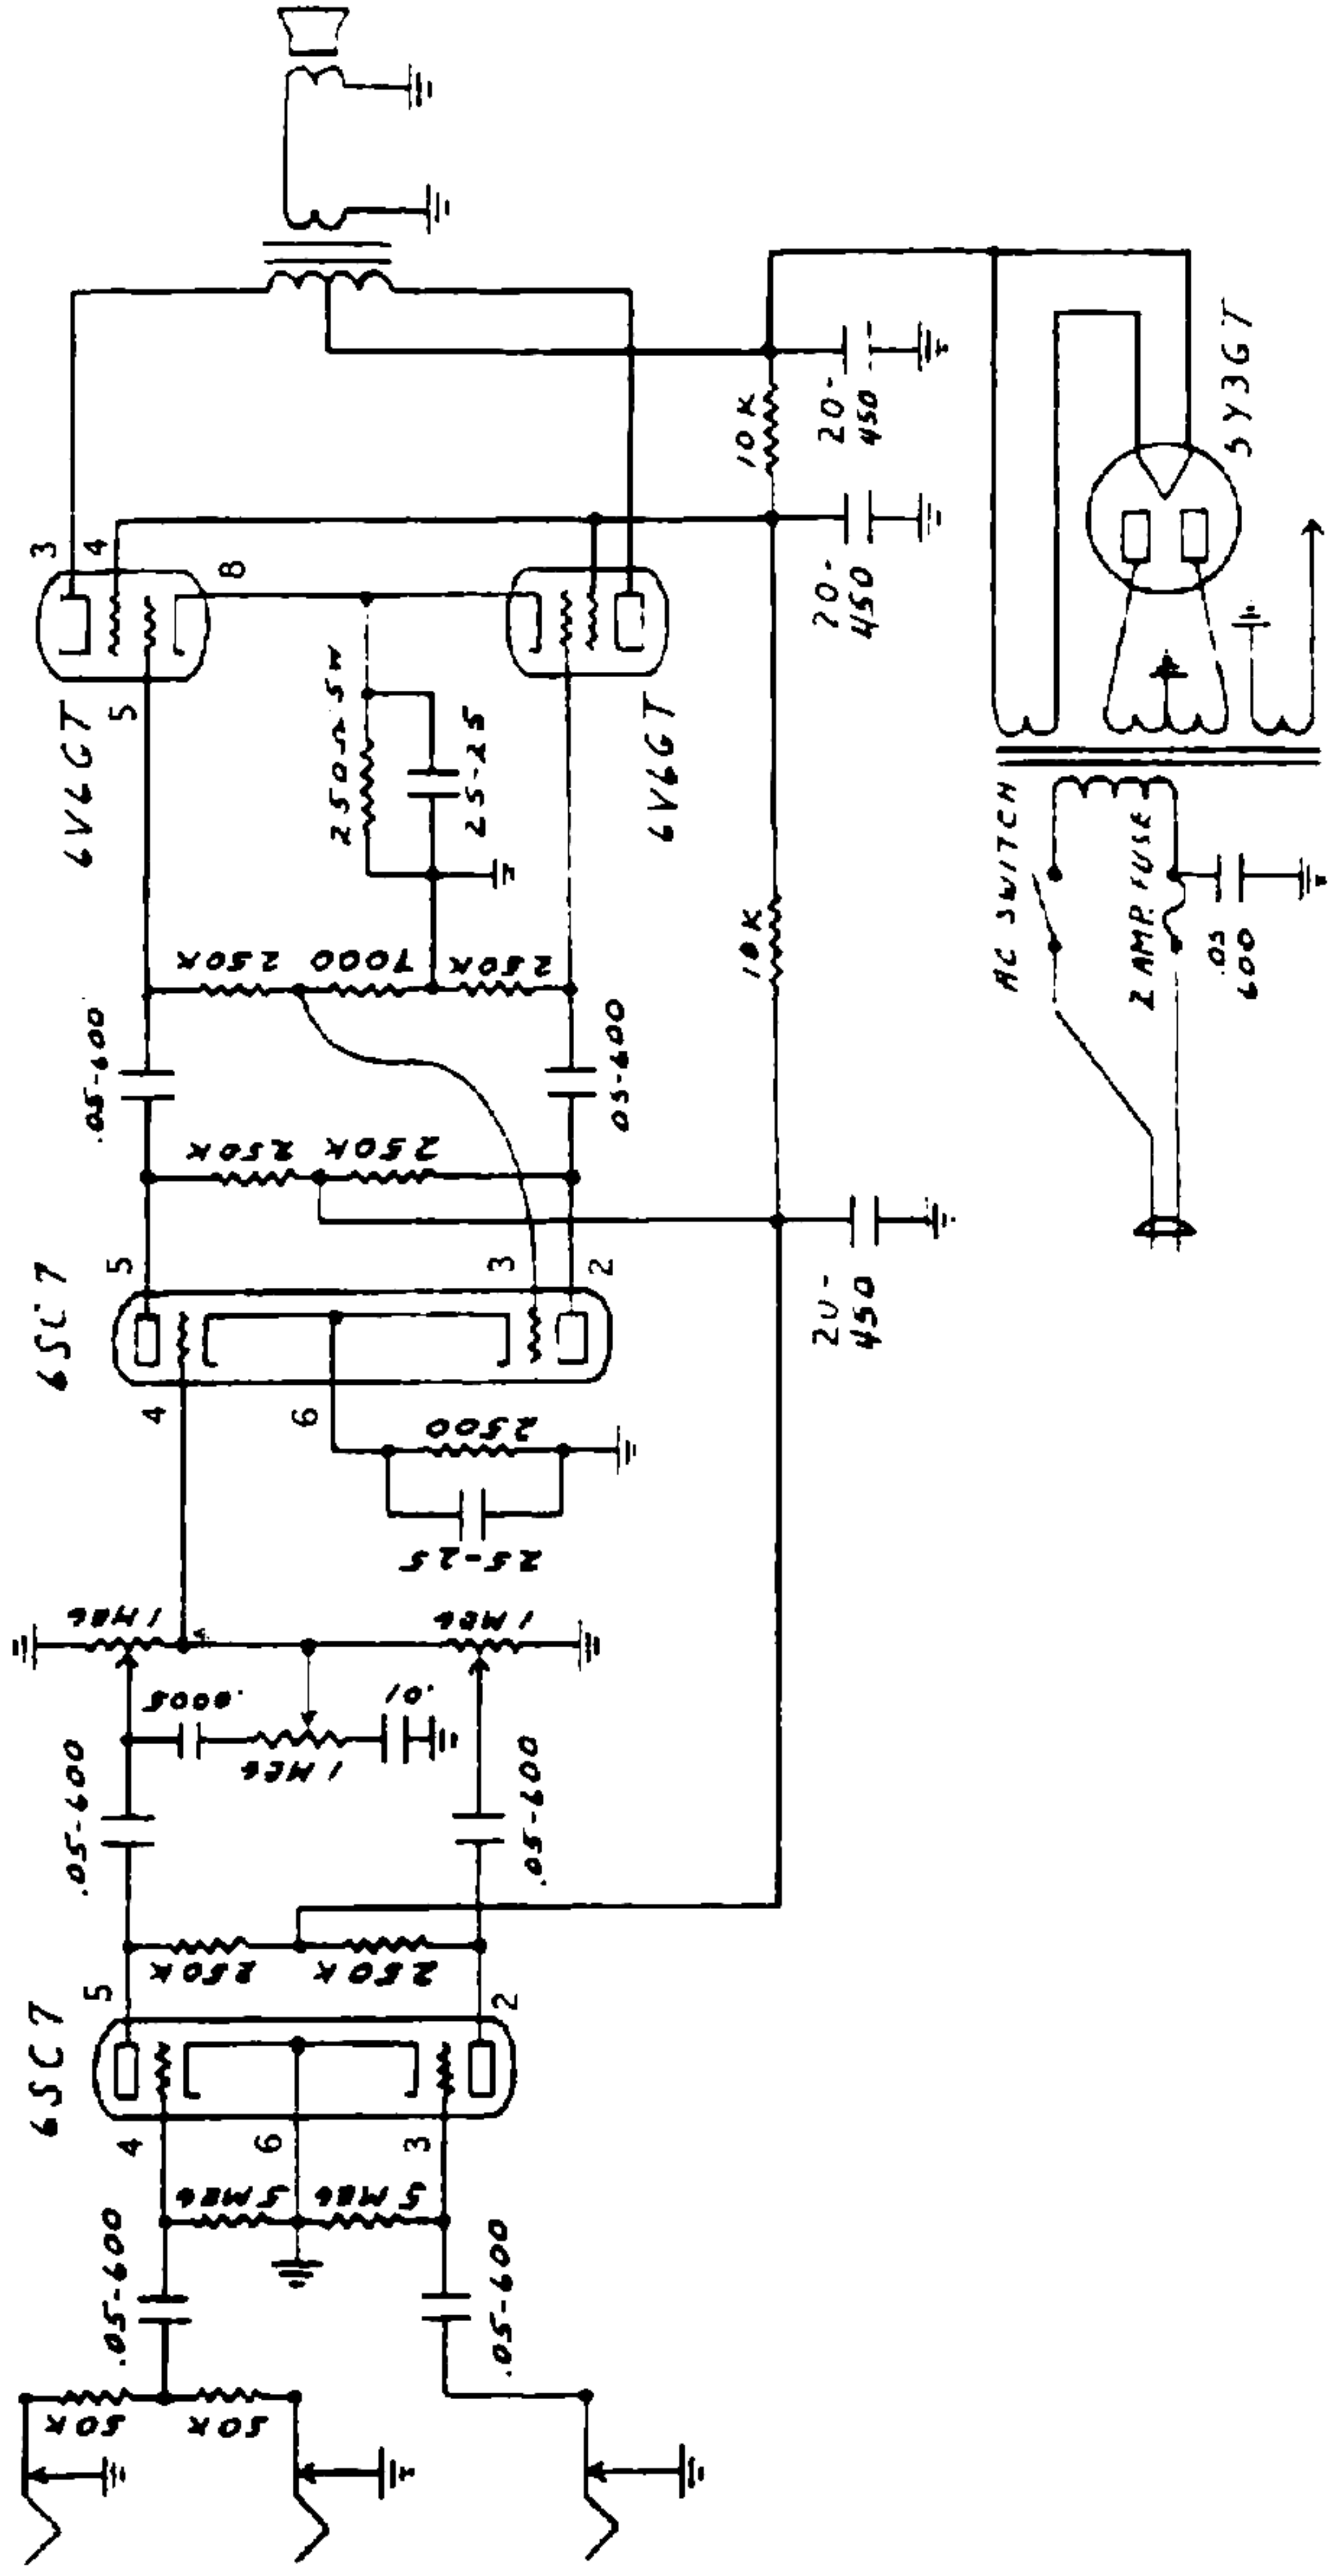 6SC7
6SC7
6V6GT
.05-600
4
5
.05-600
1 MEG
5
.05-600
5
3
4
50K
50K
5 MEG
5 MEG
6
250K
250K
.0005
1 MEG
.01
4
6
250K
250K
250K
7000
250K
8
250Ω 5W
25-25
3
2
.05-600
1 MEG
2500
25-25
3
2
.05-600
.05-600
05-600
6V6GT
10K
10K
20-
450
20-
450
20-
450
AC SWITCH
2 AMP. FUSE
.05
600
5Y3GT